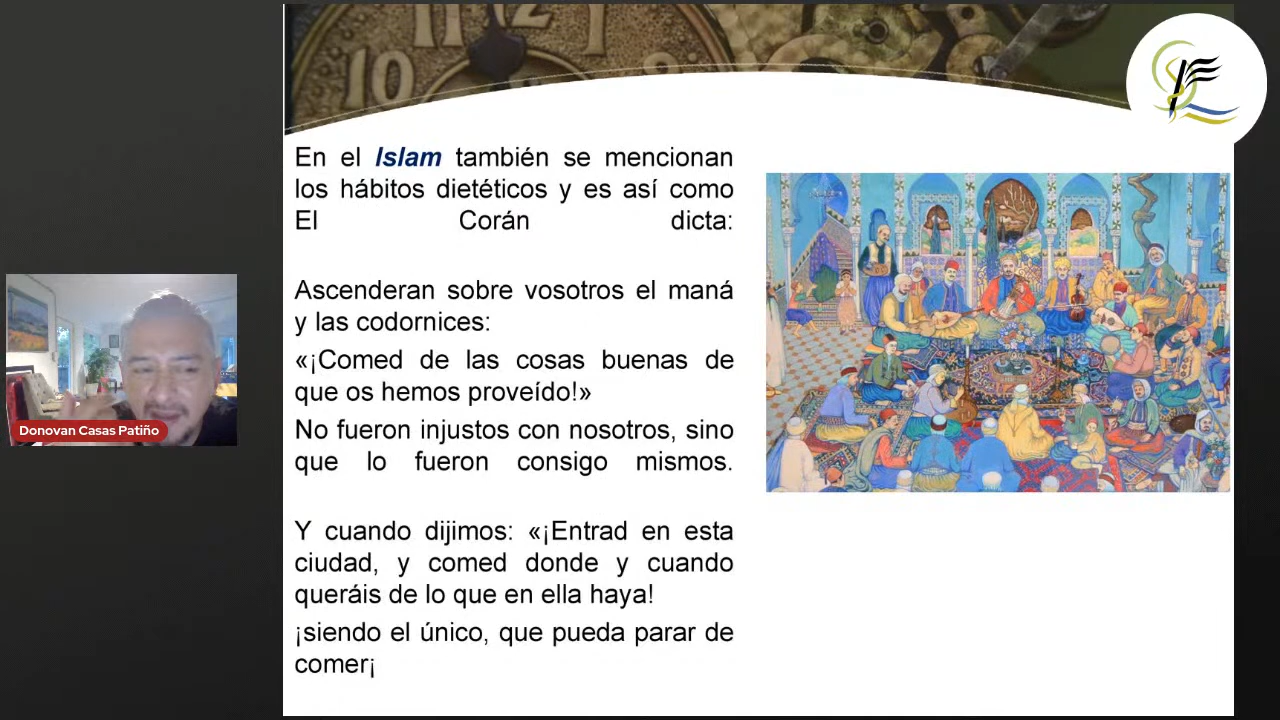 En el Islam también se mencionan
los hábitos dietéticos y es así como
El Corán dicta:
Ascenderan sobre vosotros el maná
y las codornices:
«¡Comed de las cosas buenas de
que os hemos proveído!»
No fueron injustos con nosotros, sino
que lo fueron consigo mismos.
Y cuando dijimos: «¡Entrad en esta
ciudad, y comed donde y cuando
queráis de lo que en ella haya!
¡siendo el único, que pueda parar de
comer¡
Donovan Casas Patiño